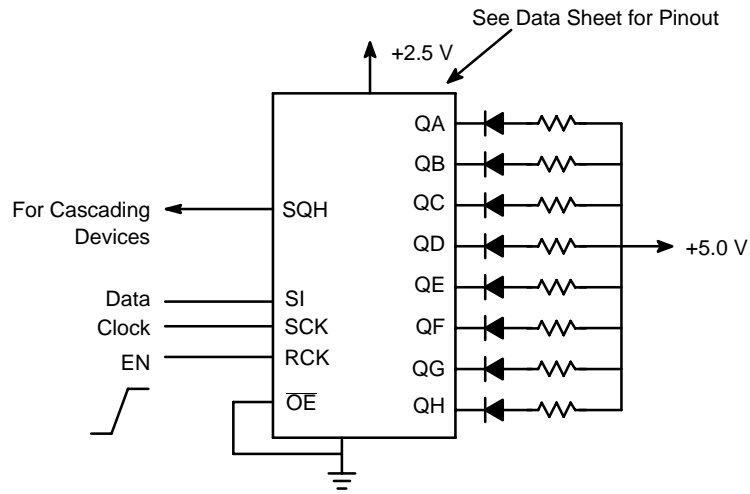 See Data Sheet for Pinout
+2.5 V
QA
QB
QC
For Cascading
Devices
SQH
QD
+5.0 V
QE
Data
SI
Clock
SCK
QF
EN
RCK
QG
OE
QH